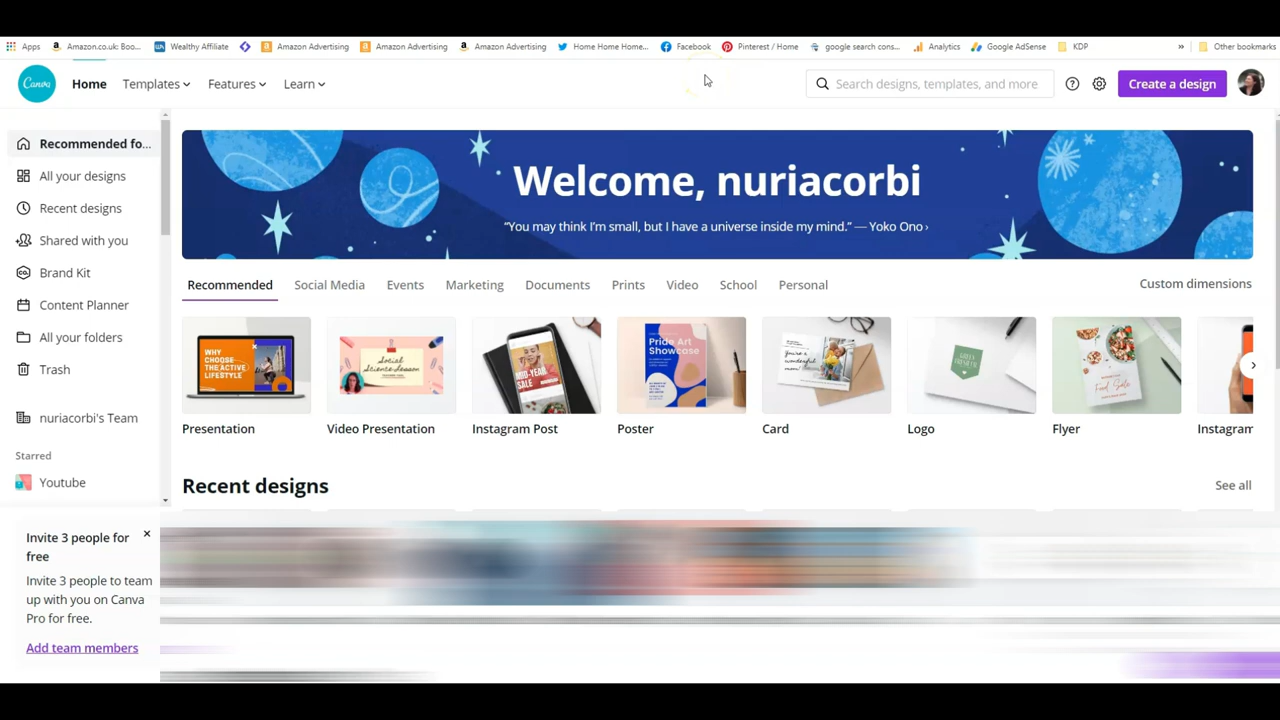 Apps
Amazon.co.uk: Boo...
Wealthy Affiliate
Amazon Advertising
Amazon Advertising
Amazon Advertising
Home Home Home...
Facebook
Pinterest / Home
google search cons...
Analytics
Google AdSense
KDP
»
Other bookmarks
Canva
Home
Templates
Features
Learn
Search designs, templates, and more
Create a design
Recommended fo...
All your designs
Recent designs
Shared with you
Brand Kit
Content Planner
All your folders
Trash
nuriacorbi's Team
Starred
Youtube
Invite 3 people for
free
Invite 3 people to team
up with you on Canva
Pro for free.
Add team members
Welcome, nuriacorbi
“You may think I’m small, but I have a universe inside my mind.” — Yoko Ono ›
Recommended
Social Media
Events
Marketing
Documents
Prints
Video
School
Personal
Custom dimensions
WHY
CHOOSE
THE ACTIVE
LIFESTYLE
Social
Science Lesson
MID-YEAR
SALE
Pride Art
Showcase
You're a
wonderful
Food Sale
Presentation
Video Presentation
Instagram Post
Poster
Card
Logo
Flyer
Instagram
Recent designs
See all